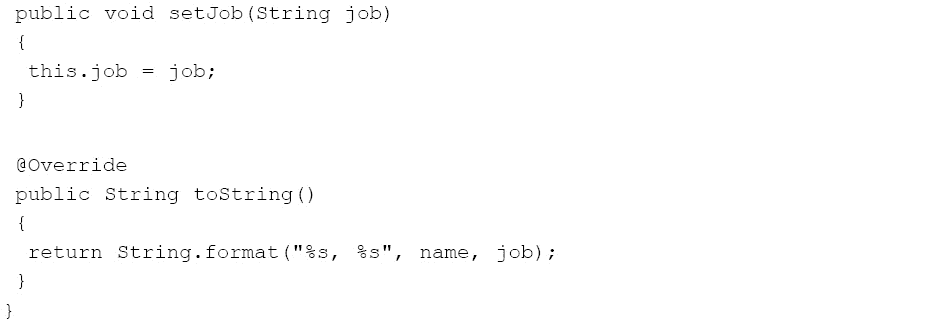 public void setJob(String job)
{
this.job = job;
}
@Override
public String toString()
{
return String.format("%s, %s", name, job);
}
}